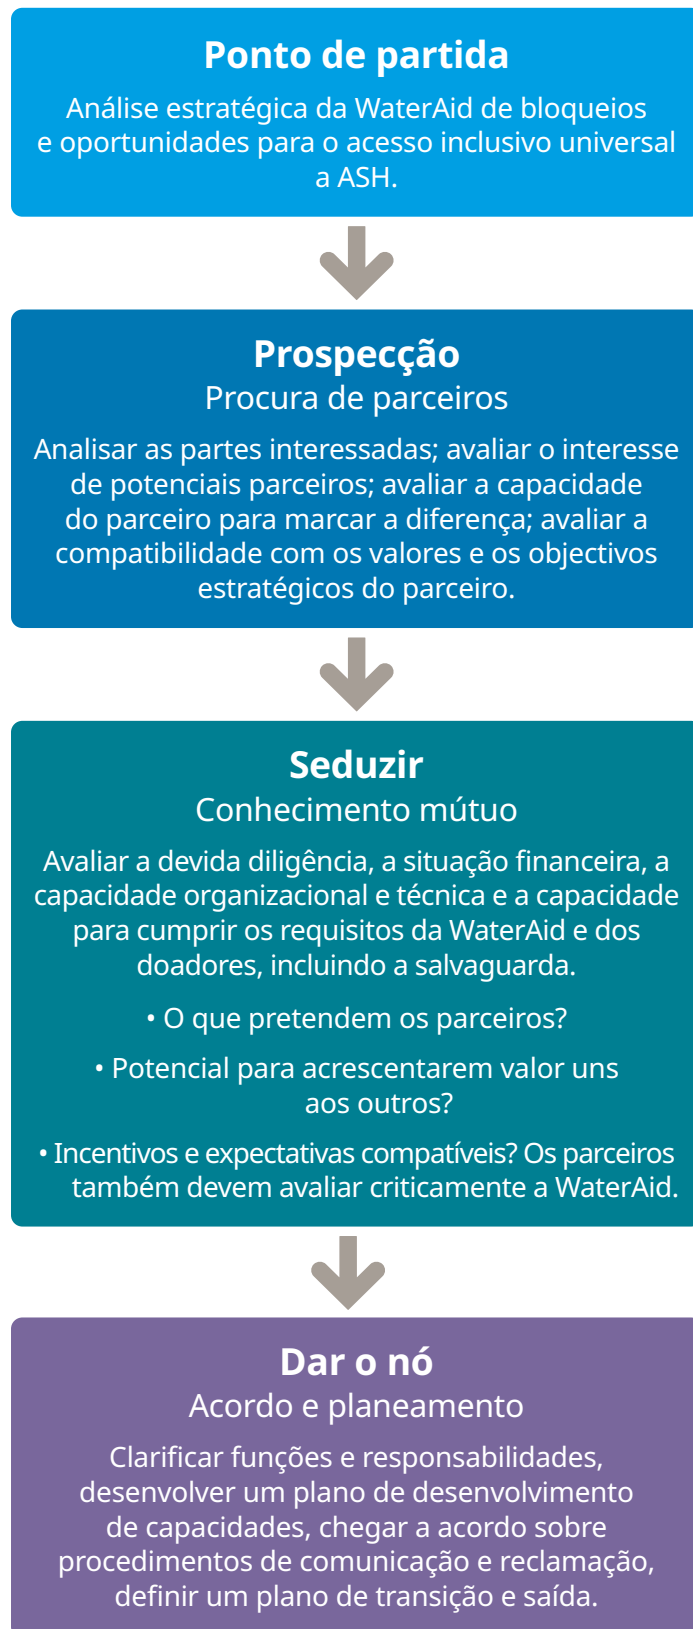 Ponto de partida
Análise estratégica da WaterAid de bloqueios
e oportunidades para o acesso inclusivo universal
a ASH.
Prospecção
Procura de parceiros
Analisar as partes interessadas; avaliar o interesse
de potenciais parceiros; avaliar a capacidade
do parceiro para marcar a diferença; avaliar a
compatibilidade com os valores e os objectivos
estratégicos do parceiro.
Seduzir
Conhecimento mútuo
Avaliar a devida diligência, a situação financeira, a
capacidade organizacional e técnica e a capacidade
para cumprir os requisitos da WaterAid e dos
doadores, incluindo a salvaguarda.
• O que pretendem os parceiros?
• Potencial para acrescentarem valor uns
aos outros?
• Incentivos e expectativas compatíveis? Os parceiros
também devem avaliar criticamente a WaterAid.
Dar o nó
Acordo e planeamento
Clarificar funções e responsabilidades,
desenvolver um plano de desenvolvimento
de capacidades, chegar a acordo sobre
procedimentos de comunicação e reclamação,
definir um plano de transição e saída.